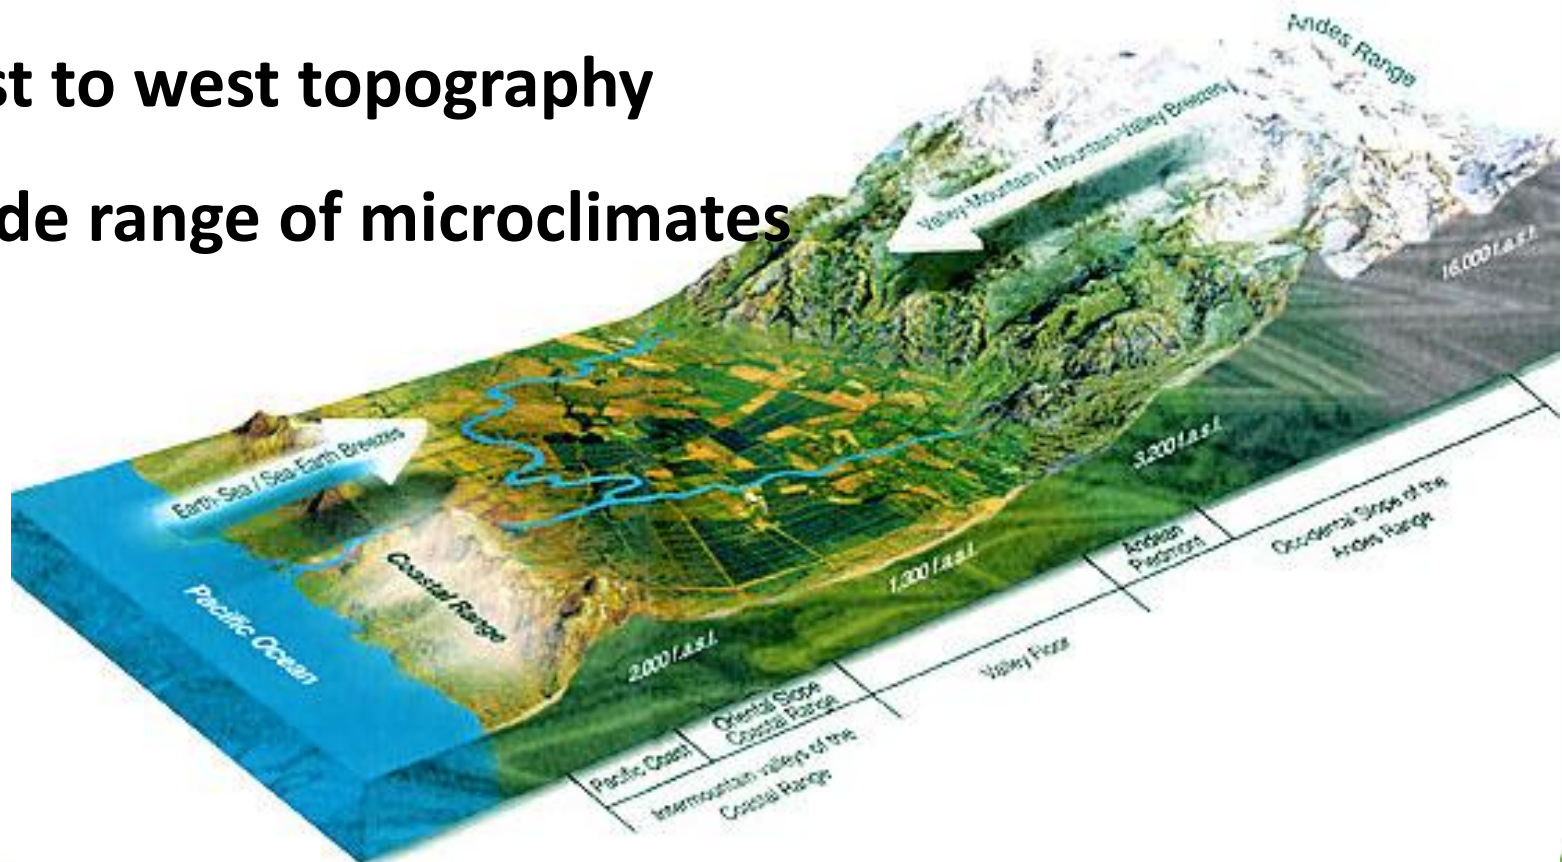 st to west topography
de range of microclimates
Andes Range
Valley Mountain / Mountain-Valley Breezes
16.000 f.a.s.l.
Earth-Sea / Sea-Earth Breezes
3,200 f.a.s.l.
Coastal Range
Pacific Ocean
1,300 f.a.s.l.
2,000 f.a.s.l.
Andean
Piedmont
Occidental Slope of the
Andes Range
Valley Floor
Oriental Slope
Coastal Range
Pacific Coast
Intermountain valleys of the
Coastal Range